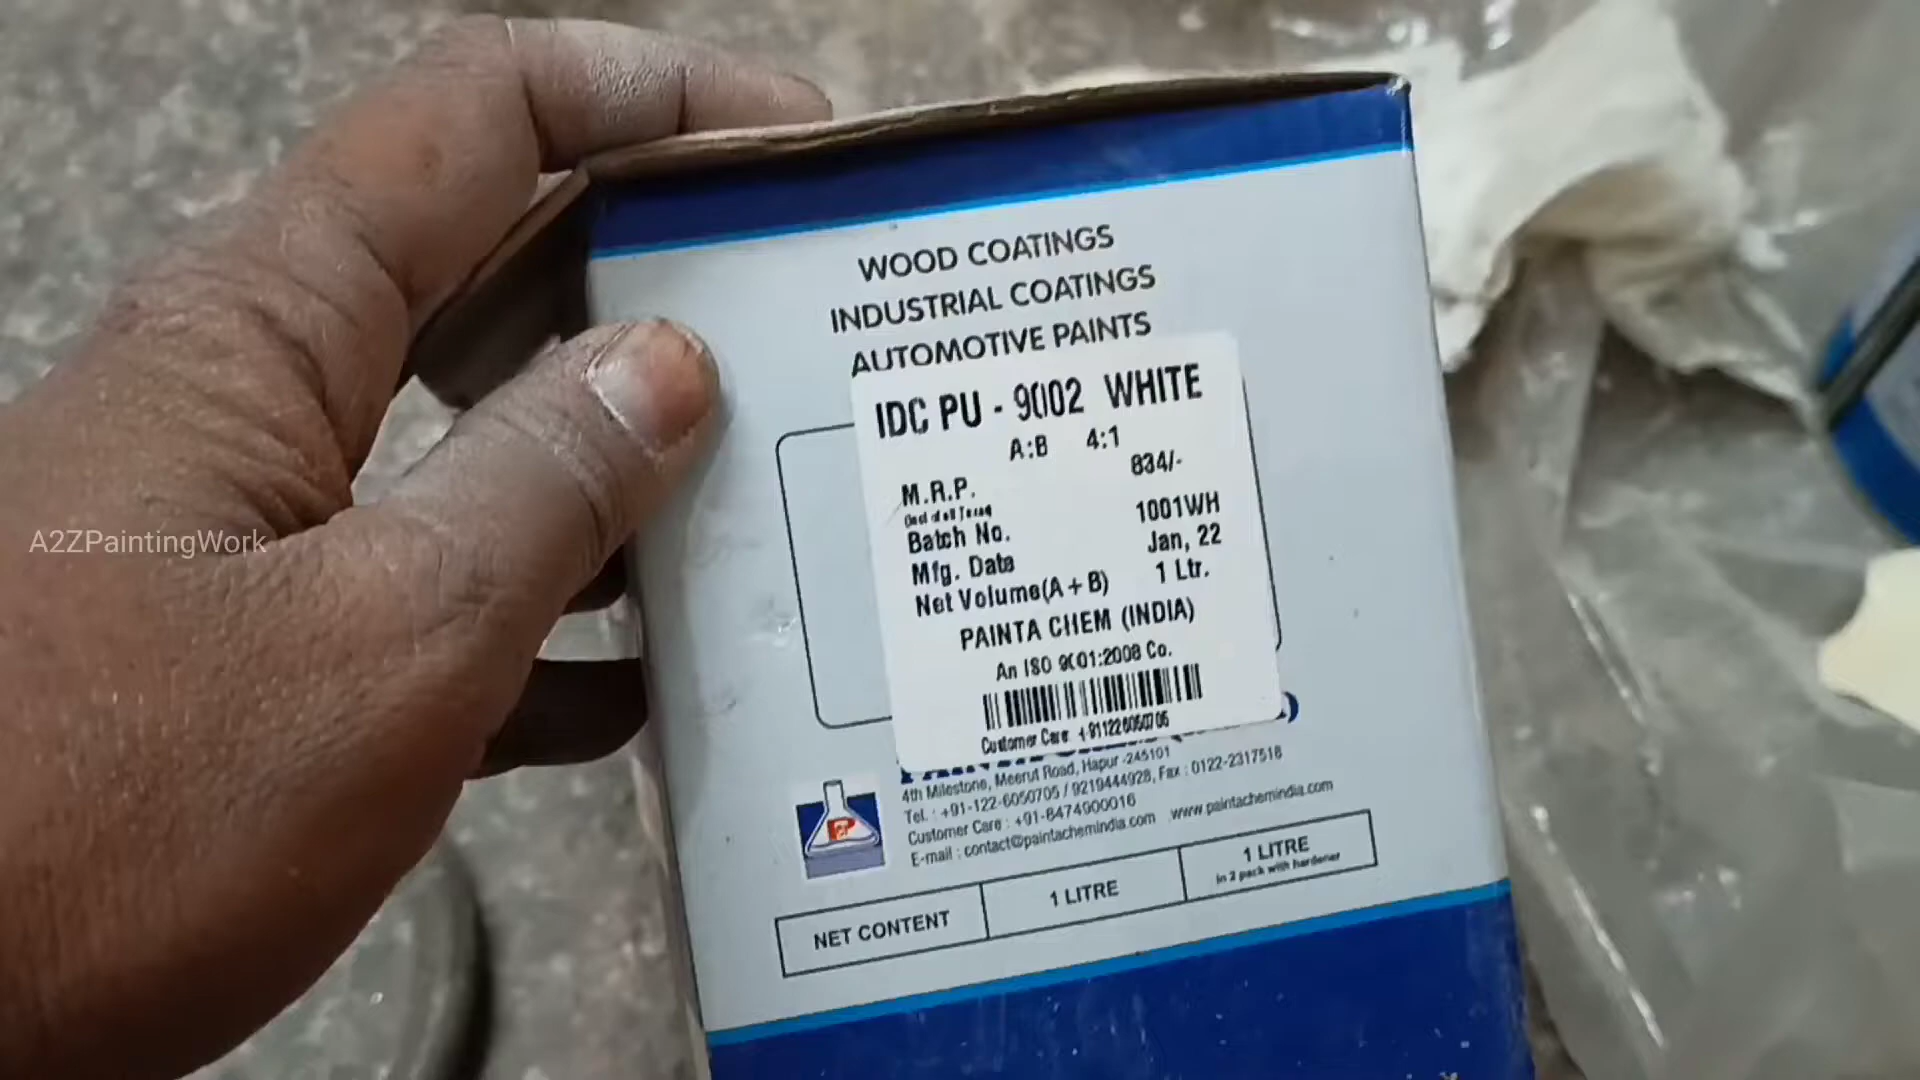 WOOD COATINGS
INDUSTRIAL COATINGS
AUTOMOTIVE PAINTS
IDC PU - 9002 WHITE
A:B 4:1
M.R.P. 834/-
Batch No. 1001WH
Mfg. Date Jan, 22
Net Volume(A+B) 1 Ltr.
PAINTA CHEM (INDIA)
An ISO 9001:2008 Co.
Customer Care +911226050705
4th Milestone, Meerut Road, Hapur -245101
Tel. : +91-122-6050705 / 9219444928, Fax : 0122-2317518
Customer Care : +91-8474900016 www.paintachemindia.com
E-mail : contact@paintachemindia.com
NET CONTENT 1 LITRE 1 LITRE
in 2 pack with hardener
A2ZPaintingWork